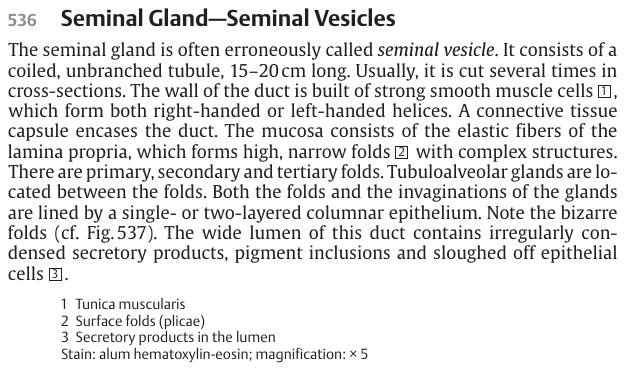 536 Seminal Gland—Seminal Vesicles
The seminal gland is often erroneously called seminal vesicle. It consists of a
coiled, unbranched tubule, 15–20 cm long. Usually, it is cut several times in
cross-sections. The wall of the duct is built of strong smooth muscle cells 1,
which form both right-handed or left-handed helices. A connective tissue
capsule encases the duct. The mucosa consists of the elastic fibers of the
lamina propria, which forms high, narrow folds 2 with complex structures.
There are primary, secondary and tertiary folds. Tubuloalveolar glands are lo-
cated between the folds. Both the folds and the invaginations of the glands
are lined by a single- or two-layered columnar epithelium. Note the bizarre
folds (cf. Fig. 537). The wide lumen of this duct contains irregularly con-
densed secretory products, pigment inclusions and sloughed off epithelial
cells 3.
1 Tunica muscularis
2 Surface folds (plicae)
3 Secretory products in the lumen
Stain: alum hematoxylin-eosin; magnification: × 5